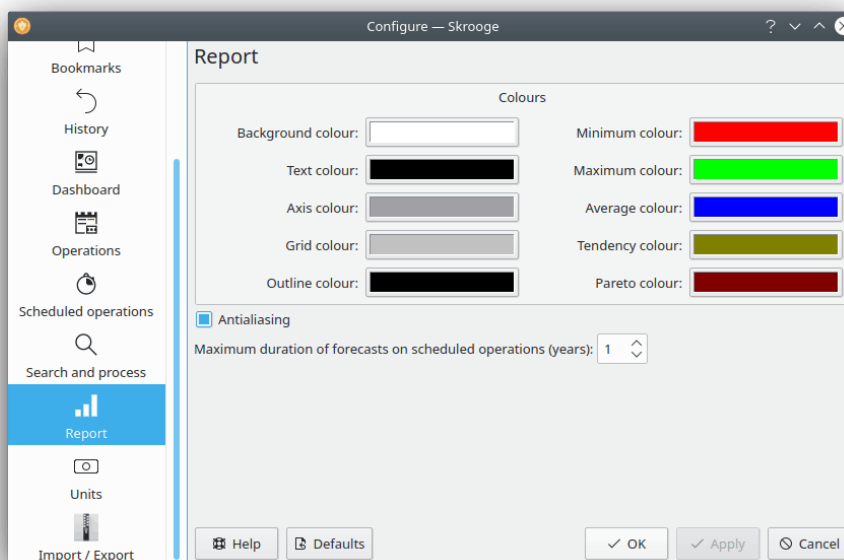 Configure — Skrooge
Bookmarks
History
Dashboard
Operations
Scheduled operations
Search and process
Report
Units
Import / Export
Report
Colours
Background colour:
Minimum colour:
Text colour:
Maximum colour:
Axis colour:
Average colour:
Grid colour:
Tendency colour:
Outline colour:
Pareto colour:
Antialiasing
Maximum duration of forecasts on scheduled operations (years): 1
Help
Defaults
OK
Apply
Cancel